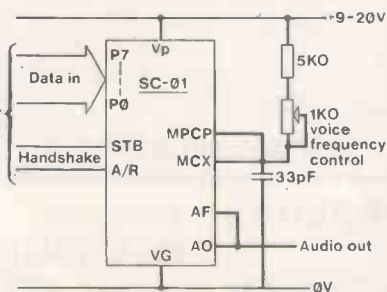 +9-20V
Vp
P7
SC-01
5KO
Data in
P0
1KO
MPCP
voice
STB
frequency
Handshake
MCX
control
A/R
33pF
AF
AO
Audio out
VG
0V